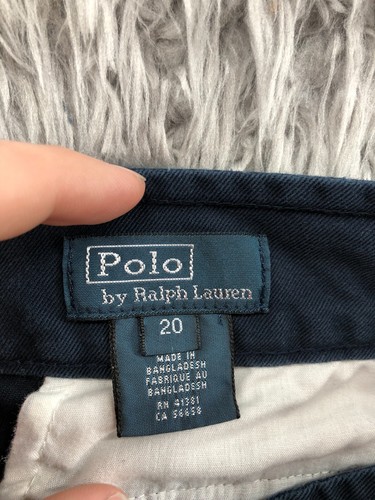 Polo
by Ralph Lauren
20
MADE IN
BANGLADESH
FABRIQUE AU
BANGLADESH
RN 41381
CA 56658